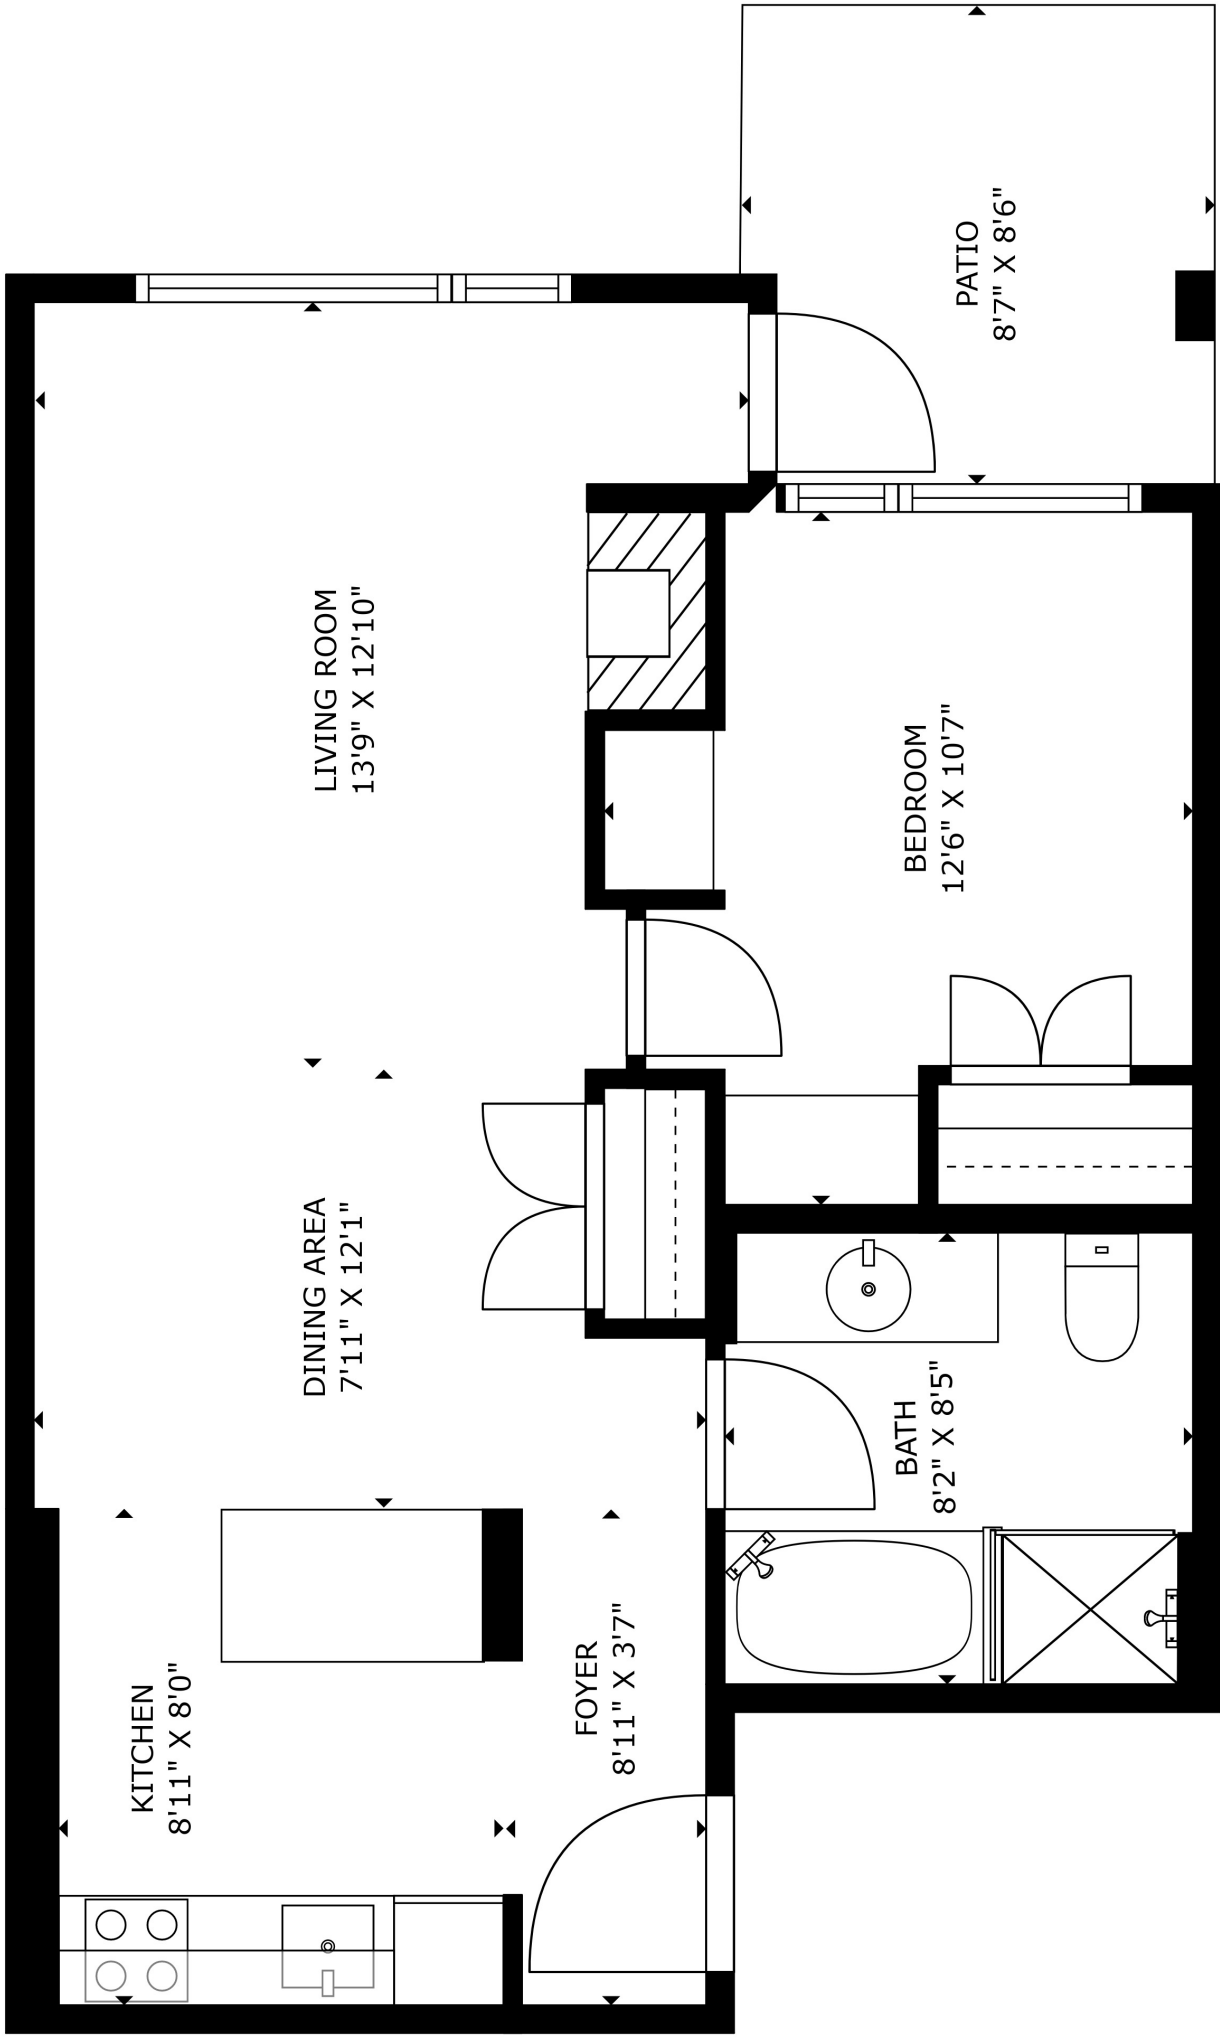 PATIO
8'7" X 8'6"
LIVING ROOM
13'9" X 12'10"
BEDROOM
12'6" X 10'7"
DINING AREA
7'11" X 12'1"
BATH
8'2" X 8'5"
KITCHEN
8'11" X 8'0"
FOYER
8'11" X 3'7"